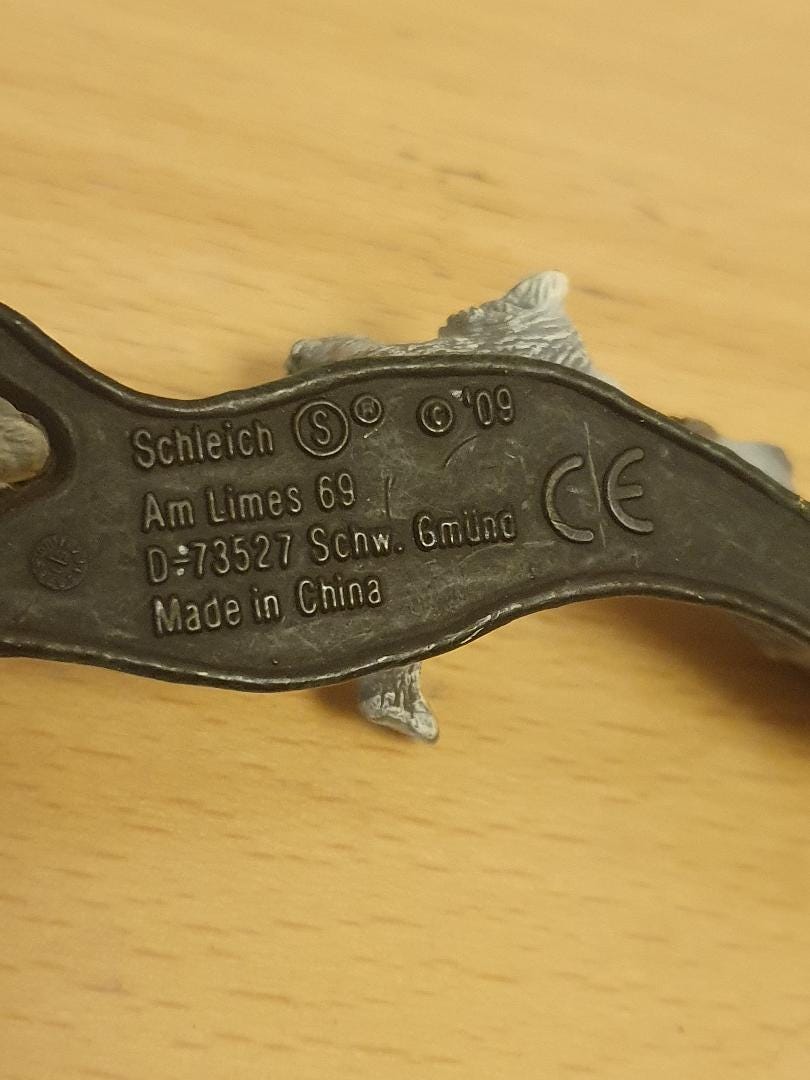 Schleich Ⓢ® © '09
Am Limes 69
D-73527 Schw. Gmünd
Made in China
CE